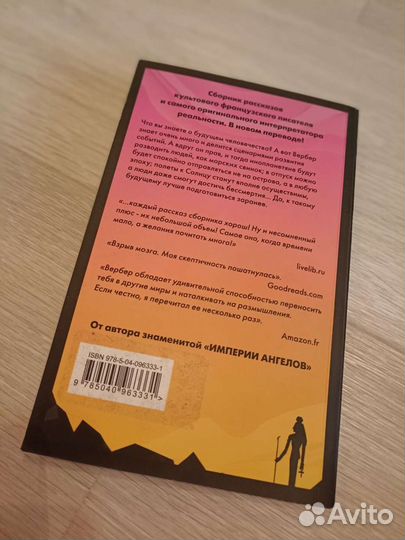 Сборник рассказов
культового французского писателя
и самого оригинального интерпретатора
реальности. В новом переводе!
Что вы знаете о будущем человечества? А вот Вербер
знает очень много и делится сценариями развития
событий. А вдруг он прав, и тогда инопланетяне будут
разводить людей, как морских свинок; в отпуск можно
будет спокойно отправляться не на остров, а в любую
эпоху; полеты к Солнцу станут вполне осуществимы,
а люди даже смогут достичь бессмертия... Да, к такому
будущему лучше подготовиться заранее.
«...каждый рассказ сборника хорош! Ну и несомненный
плюс - их небольшой объем! Самое оно, когда времени
мало, а желания почитать много!»
livelib.ru
«Взрыв мозга. Моя скептичность пошатнулась».
Goodreads.com
«Вербер обладает удивительной способностью переносить
тебя в другие миры и наталкивать на размышления.
Если честно, я перечитал ее несколько раз».
Amazon.fr
От автора знаменитой «ИМПЕРИИ АНГЕЛОВ»
ISBN 978-5-04-096333-1
9 785040 963331 >
Avito